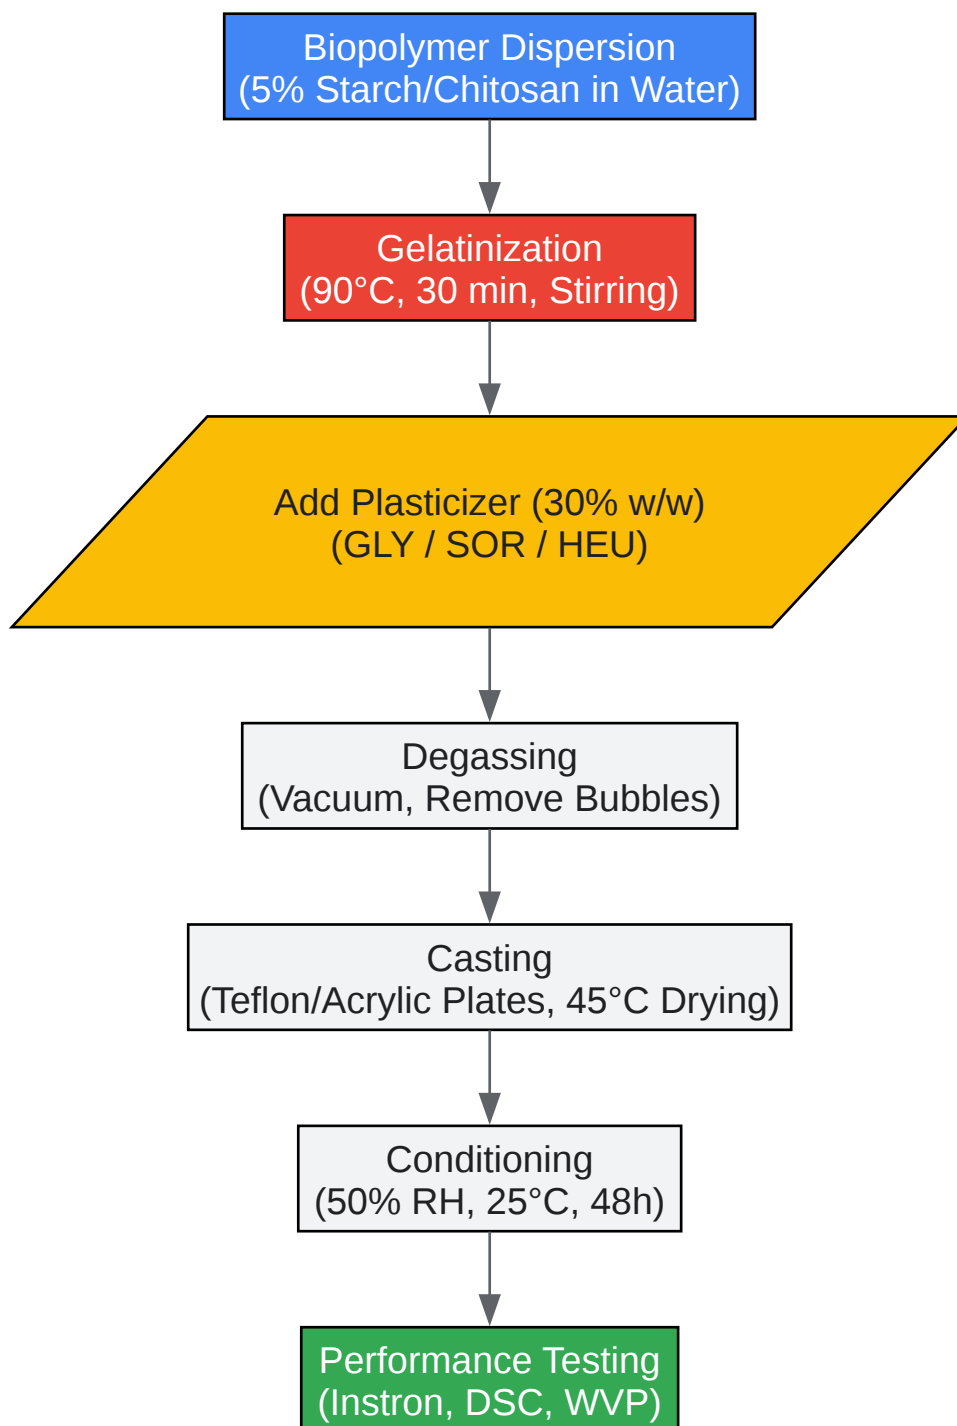 Biopolymer Dispersion
(5% Starch/Chitosan in Water)
Gelatinization
(90°C, 30 min, Stirring)
Add Plasticizer (30% w/w)
(GLY / SOR / HEU)
Degassing
(Vacuum, Remove Bubbles)
Casting
(Teflon/Acrylic Plates, 45°C Drying)
Conditioning
(50% RH, 25°C, 48h)
Performance Testing
(Instron, DSC, WVP)